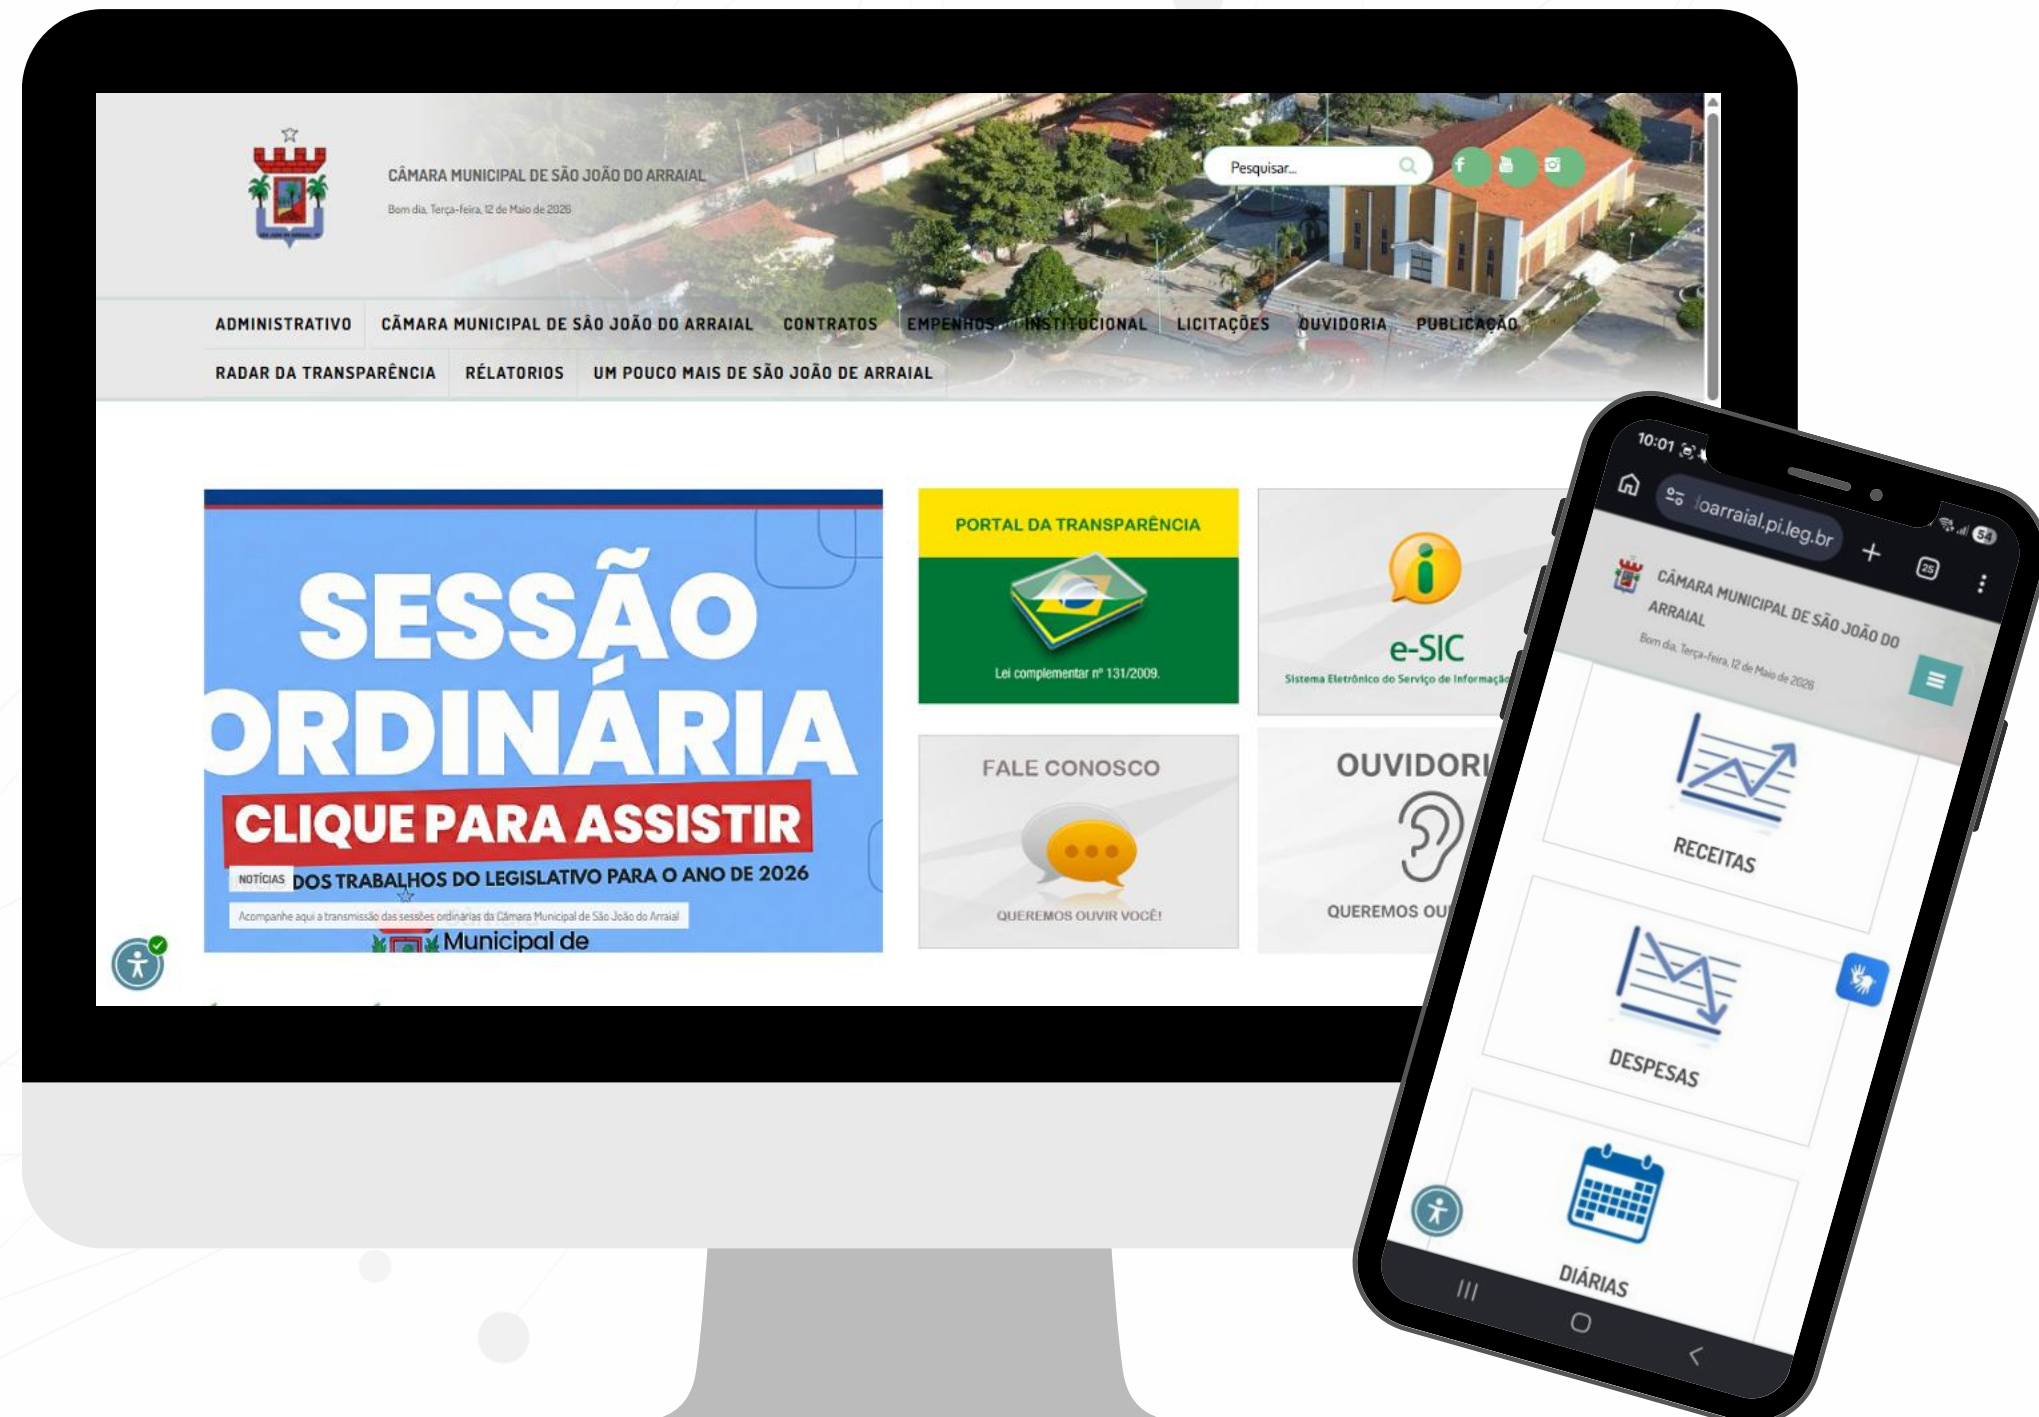 CÂMARA MUNICIPAL DE SÃO JOÃO DO ARRAIAL
Bom dia, Terça-feira, 12 de Maio de 2026
Pesquisar...
ADMINISTRATIVO CÃMARA MUNICIPAL DE SÂO JOÃO DO ARRAIAL CONTRATOS EMPENHOS INSTITUCIONAL LICITAÇÕES OUVIDORIA PUBLICAÇÃO
RADAR DA TRANSPARÊNCIA RÉLATORIOS UM POUCO MAIS DE SÃO JOÃO DE ARRAIAL
SESSÃO
ORDINÁRIA
CLIQUE PARA ASSISTIR
NOTÍCIAS
DOS TRABALHOS DO LEGISLATIVO PARA O ANO DE 2026
Acompanhe aqui a transmissão das sessões ordinárias da Câmara Municipal de São João do Arraial
Municipal de
PORTAL DA TRANSPARÊNCIA
Lei complementar nº 131/2009.
e-SIC
Sistema Eletrônico do Serviço de Informação
FALE CONOSCO
QUEREMOS OUVIR VOCÊ!
OUVIDORI
QUEREMOS OU
10:01
54
oarraial.pi.leg.br
25
CÂMARA MUNICIPAL DE SÃO JOÃO DO
ARRAIAL
Bom dia, Terça-feira, 12 de Maio de 2026
RECEITAS
DESPESAS
DIÁRIAS